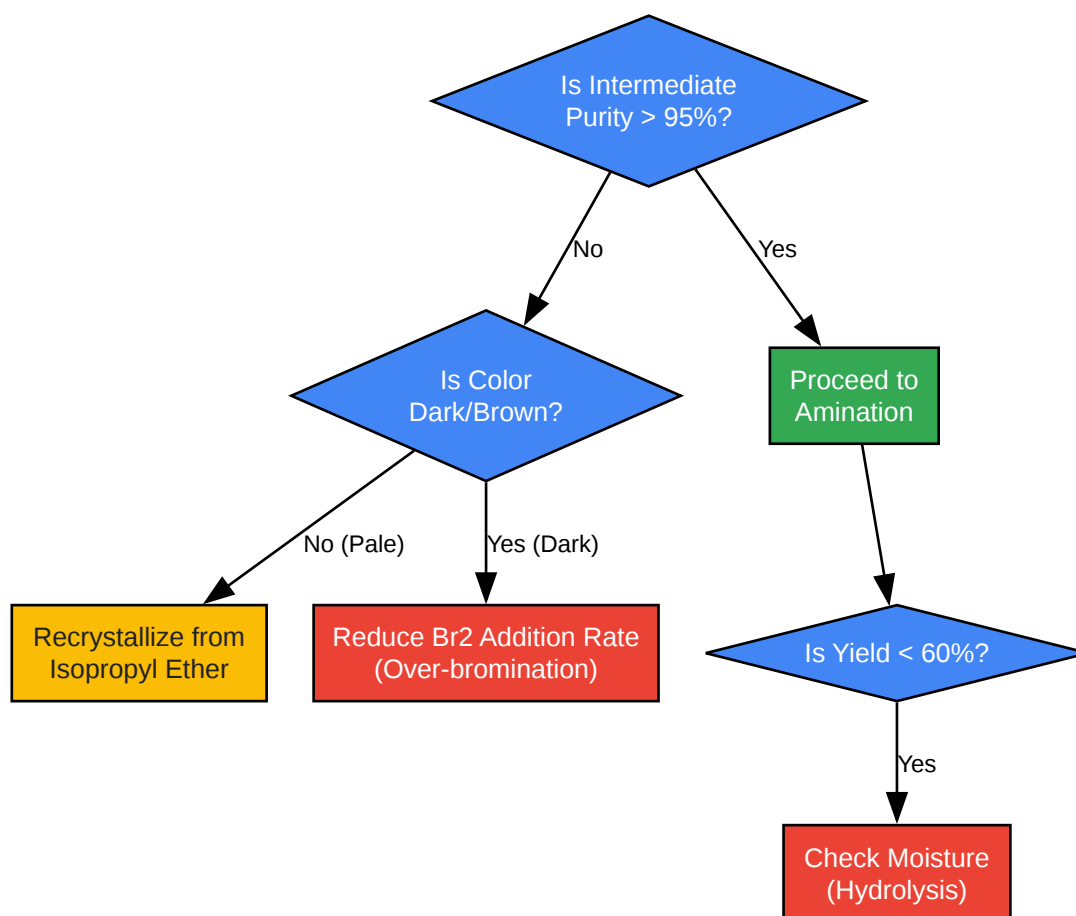 Is Intermediate
Purity > 95%?
No
Yes
Is Color
Dark/Brown?
Proceed to
Amination
No (Pale)
Yes (Dark)
Recrystallize from
Isopropyl Ether
Reduce Br2 Addition Rate
(Over-bromination)
Is Yield < 60%?
Yes
Check Moisture
(Hydrolysis)